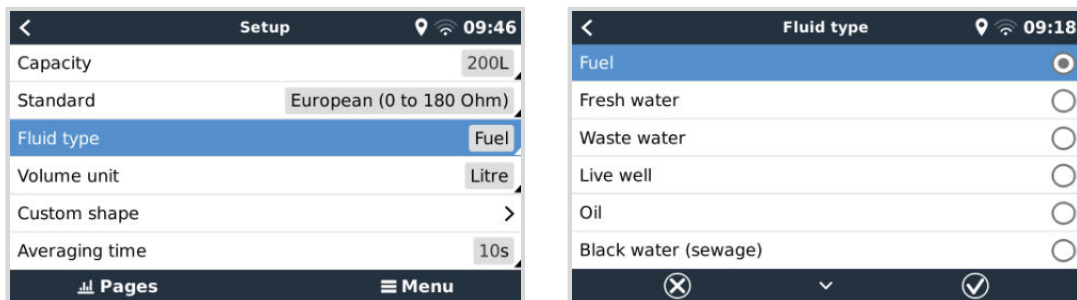 Setup 09:46
Capacity 200L
Standard European (0 to 180 Ohm)
Fluid type Fuel
Volume unit Litre
Custom shape
Averaging time 10s
Pages Menu
Fluid type 09:18
Fuel
Fresh water
Waste water
Live well
Oil
Black water (sewage)